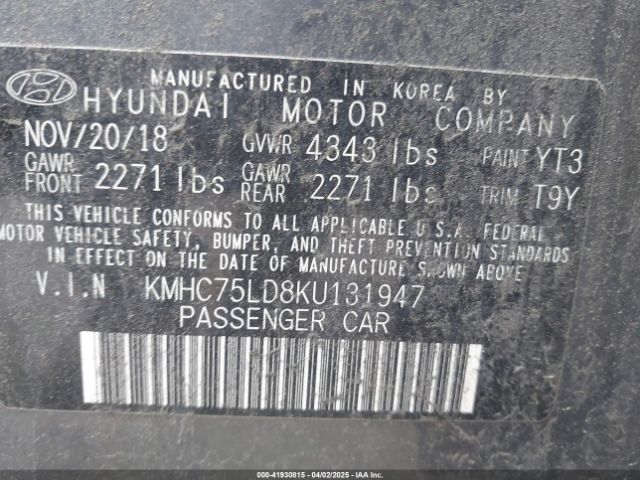 MANUFACTURED IN KOREA BY
HYUNDAI MOTOR COMPANY
NOV/20/18 GVWR 4343 lbs PAINT YT3
GAWR FRONT 2271 lbs GAWR REAR 2271 lbs TRIM T9Y
THIS VEHICLE CONFORMS TO ALL APPLICABLE U.S.A. FEDERAL
MOTOR VEHICLE SAFETY, BUMPER, AND THEFT PREVENTION STANDARDS
IN EFFECT ON THE DATE OF MANUFACTURE SHOWN ABOVE
V.I.N KMHC75LD8KU131947
PASSENGER CAR
000-41930815 | 04/02/2025 | IAAI.COM